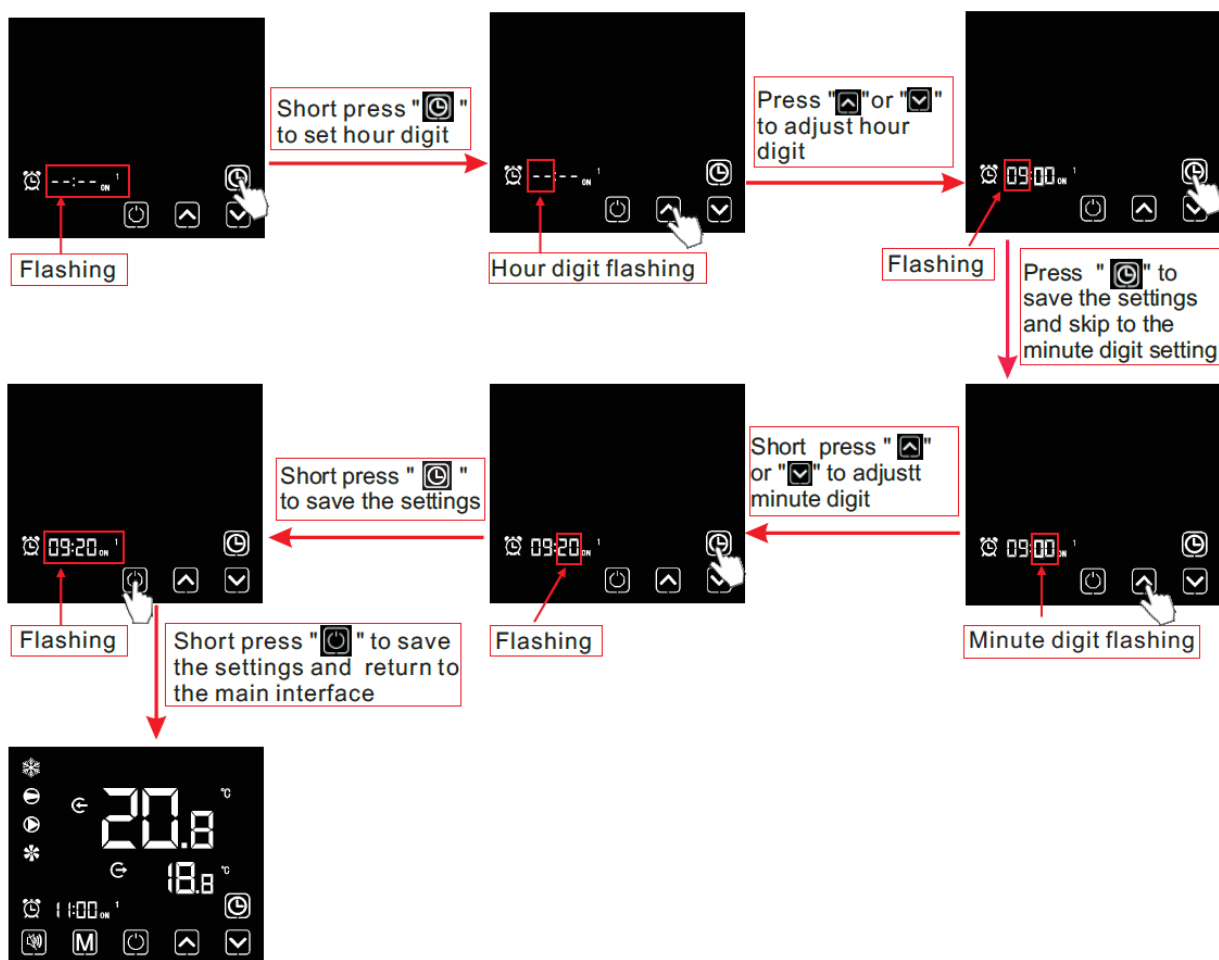 Short press " "
to set hour digit
Press " "or " "
to adjust hour
digit
--:-- ON 1
Flashing
--:-- ON 1
Hour digit flashing
09:00 ON 1
Flashing
Press " " to
save the settings
and skip to the
minute digit setting
Short press " "
or " " to adjustt
minute digit
Short press " "
to save the settings
09:20 ON 1
Flashing
09:20 ON 1
Flashing
09:00 ON 1
Minute digit flashing
Short press " " to save
the settings and return to
the main interface
20.8 °C
18.8 °C
11:00 ON 1
M